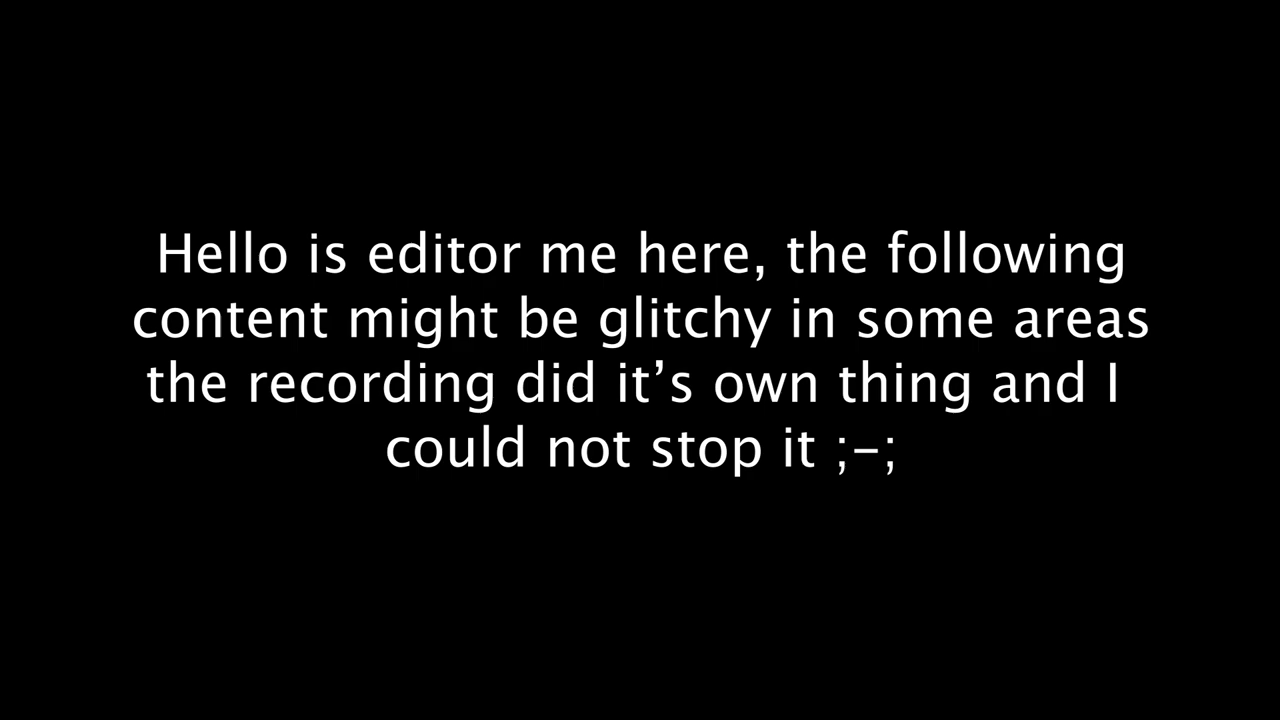 Hello is editor me here, the following
content might be glitchy in some areas
the recording did it’s own thing and I
could not stop it ;-;